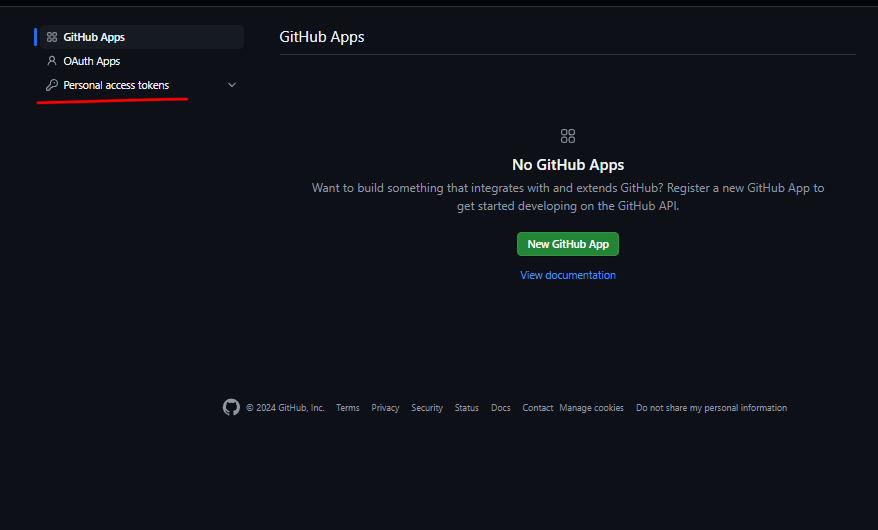 GitHub Apps
OAuth Apps
Personal access tokens
GitHub Apps
No GitHub Apps
Want to build something that integrates with and extends GitHub? Register a new GitHub App to
get started developing on the GitHub API.
New GitHub App
View documentation
© 2024 GitHub, Inc. Terms Privacy Security Status Docs Contact Manage cookies Do not share my personal information